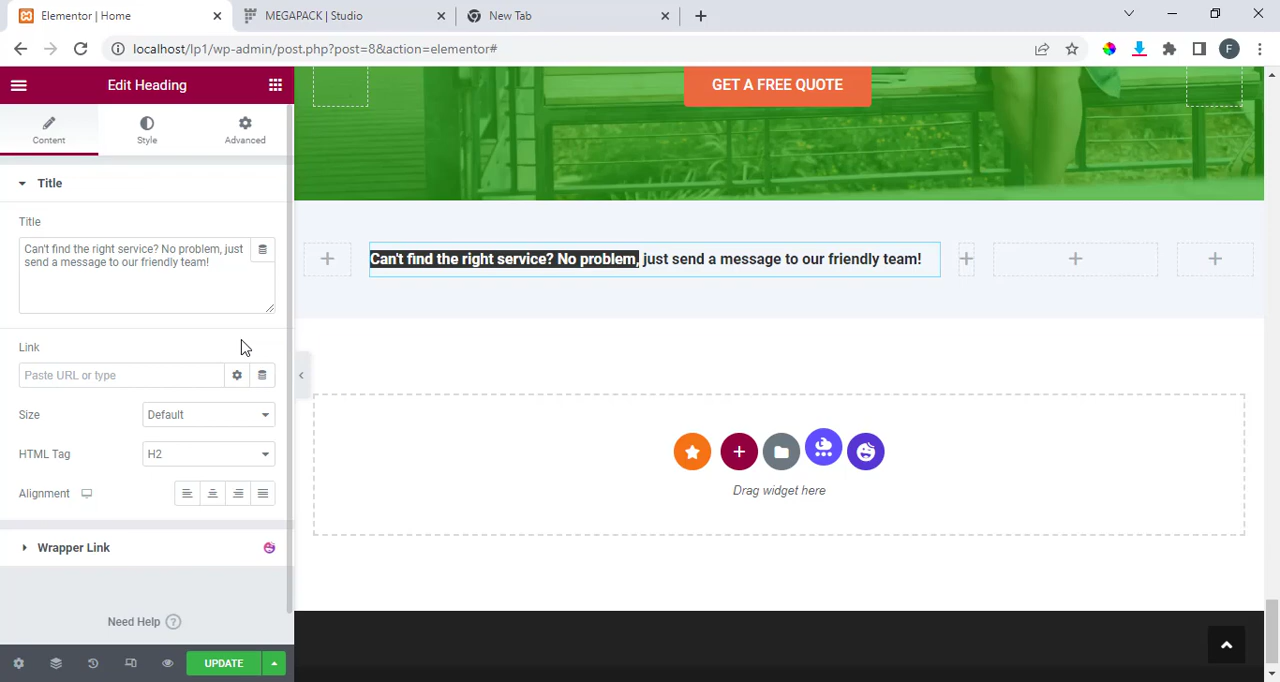 Elementor | Home
MEGAPACK | Studio
New Tab
localhost/lp1/wp-admin/post.php?post=8&action=elementor#
F
Edit Heading
Content
Style
Advanced
Title
Title
Can't find the right service? No problem, just
send a message to our friendly team!
Link
Paste URL or type
Size
Default
HTML Tag
H2
Alignment
Wrapper Link
Need Help ?
UPDATE
GET A FREE QUOTE
Can't find the right service? No problem, just send a message to our friendly team!
Drag widget here